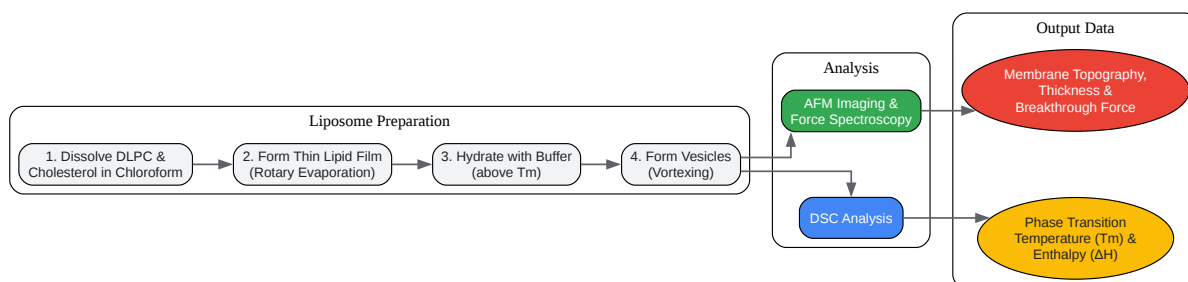 Liposome Preparation
1. Dissolve DLPC &
Cholesterol in Chloroform
2. Form Thin Lipid Film
(Rotary Evaporation)
3. Hydrate with Buffer
(above Tm)
4. Form Vesicles
(Vortexing)
Analysis
AFM Imaging &
Force Spectroscopy
DSC Analysis
Output Data
Membrane Topography,
Thickness &
Breakthrough Force
Phase Transition
Temperature (Tm) &
Enthalpy (ΔH)